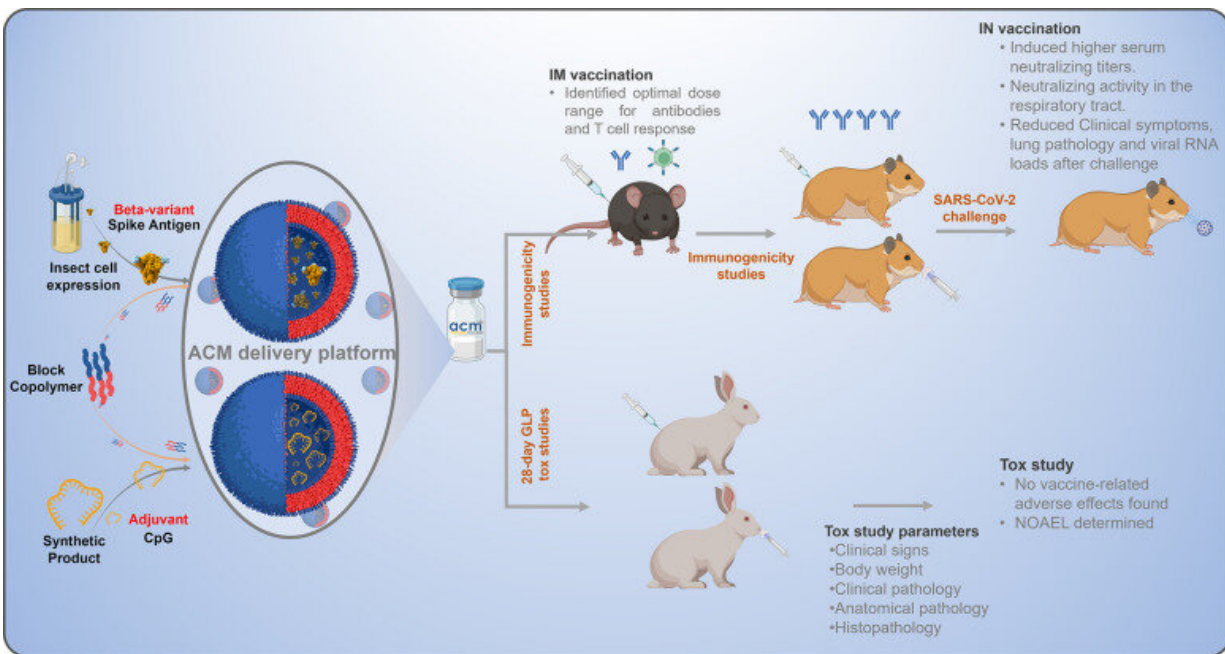 IN vaccination
• Induced higher serum
neutralizing titers.
• Neutralizing activity in the
respiratory tract.
• Reduced Clinical symptoms,
lung pathology and viral RNA
loads after challenge
IM vaccination
• Identified optimal dose
range for antibodies
and T cell response
Beta-variant
Spike Antigen
Insect cell
expression
SARS-CoV-2
challenge
Immunogenicity
studies
Immunogenicity
studies
acm
ACM delivery platform
Block
Copolymer
28-day GLP
tox studies
Adjuvant
CpG
Synthetic
Product
Tox study
• No vaccine-related
adverse effects found
• NOAEL determined
Tox study parameters
•Clinical signs
•Body weight
•Clinical pathology
•Anatomical pathology
•Histopathology